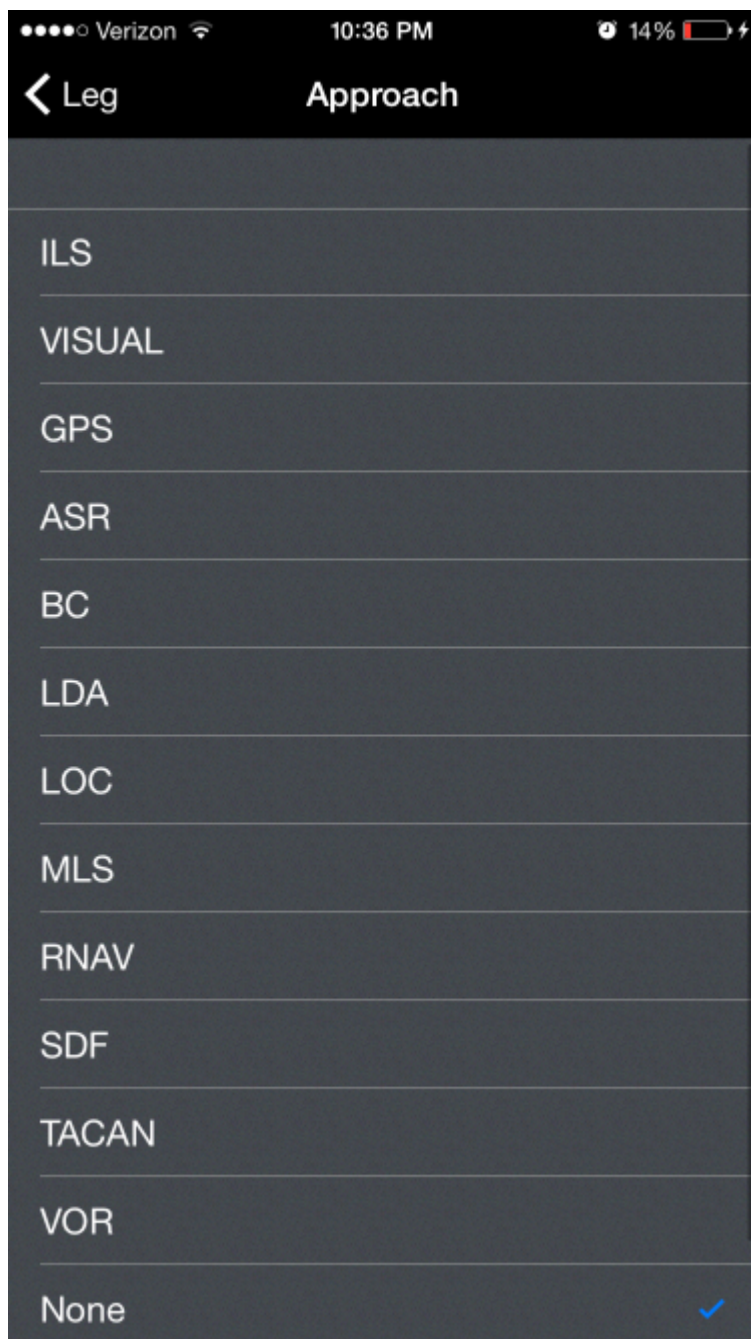 Verizon 10:36 PM 14%
Leg Approach
ILS
VISUAL
GPS
ASR
BC
LDA
LOC
MLS
RNAV
SDF
TACAN
VOR
None